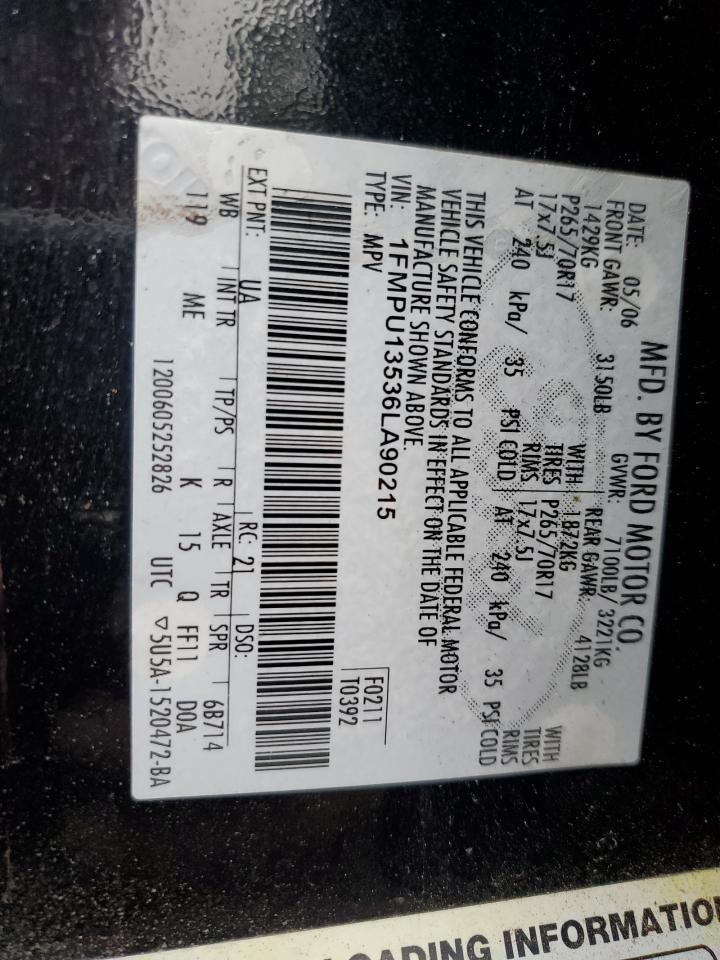 MFD. BY FORD MOTOR CO.
DATE: 05/06 GVWR: 7100LB/ 3221KG
FRONT GAWR: 3150LB REAR GAWR: 4128LB
1429KG WITH 1872KG WITH
P265/70R17 TIRES P265/70R17 TIRES
17x7.5J RIMS 17x7.5J RIMS
AT 240 kPa/ 35 PSI COLD AT 240 kPa/ 35 PSI COLD
THIS VEHICLE CONFORMS TO ALL APPLICABLE FEDERAL MOTOR
VEHICLE SAFETY STANDARDS IN EFFECT ON THE DATE OF
MANUFACTURE SHOWN ABOVE.
VIN: 1FMPU13536LA90215 F0211
TYPE: MPV T0392
EXT PNT: UA RC: 21 DSO:
WB INT TR TP/PS R AXLE TR SPR 6B714
119 ME K 15 Q FF11 D0A
1200605252826 UTC ▽5U5A-1520472-BA
OADING INFORMATIO